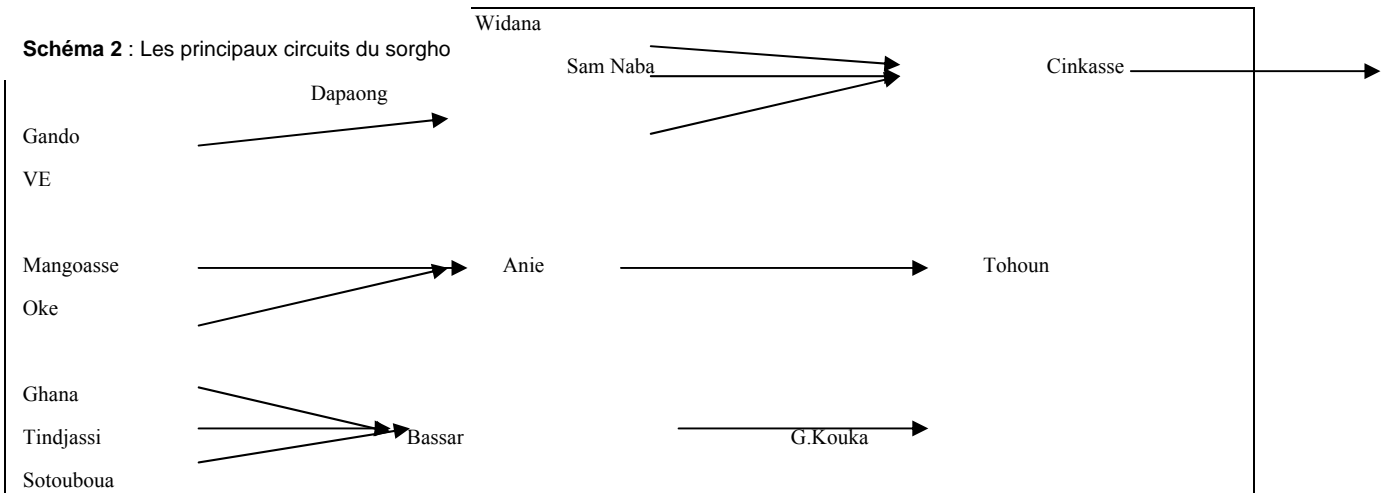 Widana
Schéma 2 : Les principaux circuits du sorgho
Sam Naba Cinkasse
Dapaong
Gando
VE
Mangoasse Anie Tohoun
Oke
Ghana
Tindjassi Bassar G.Kouka
Sotouboua